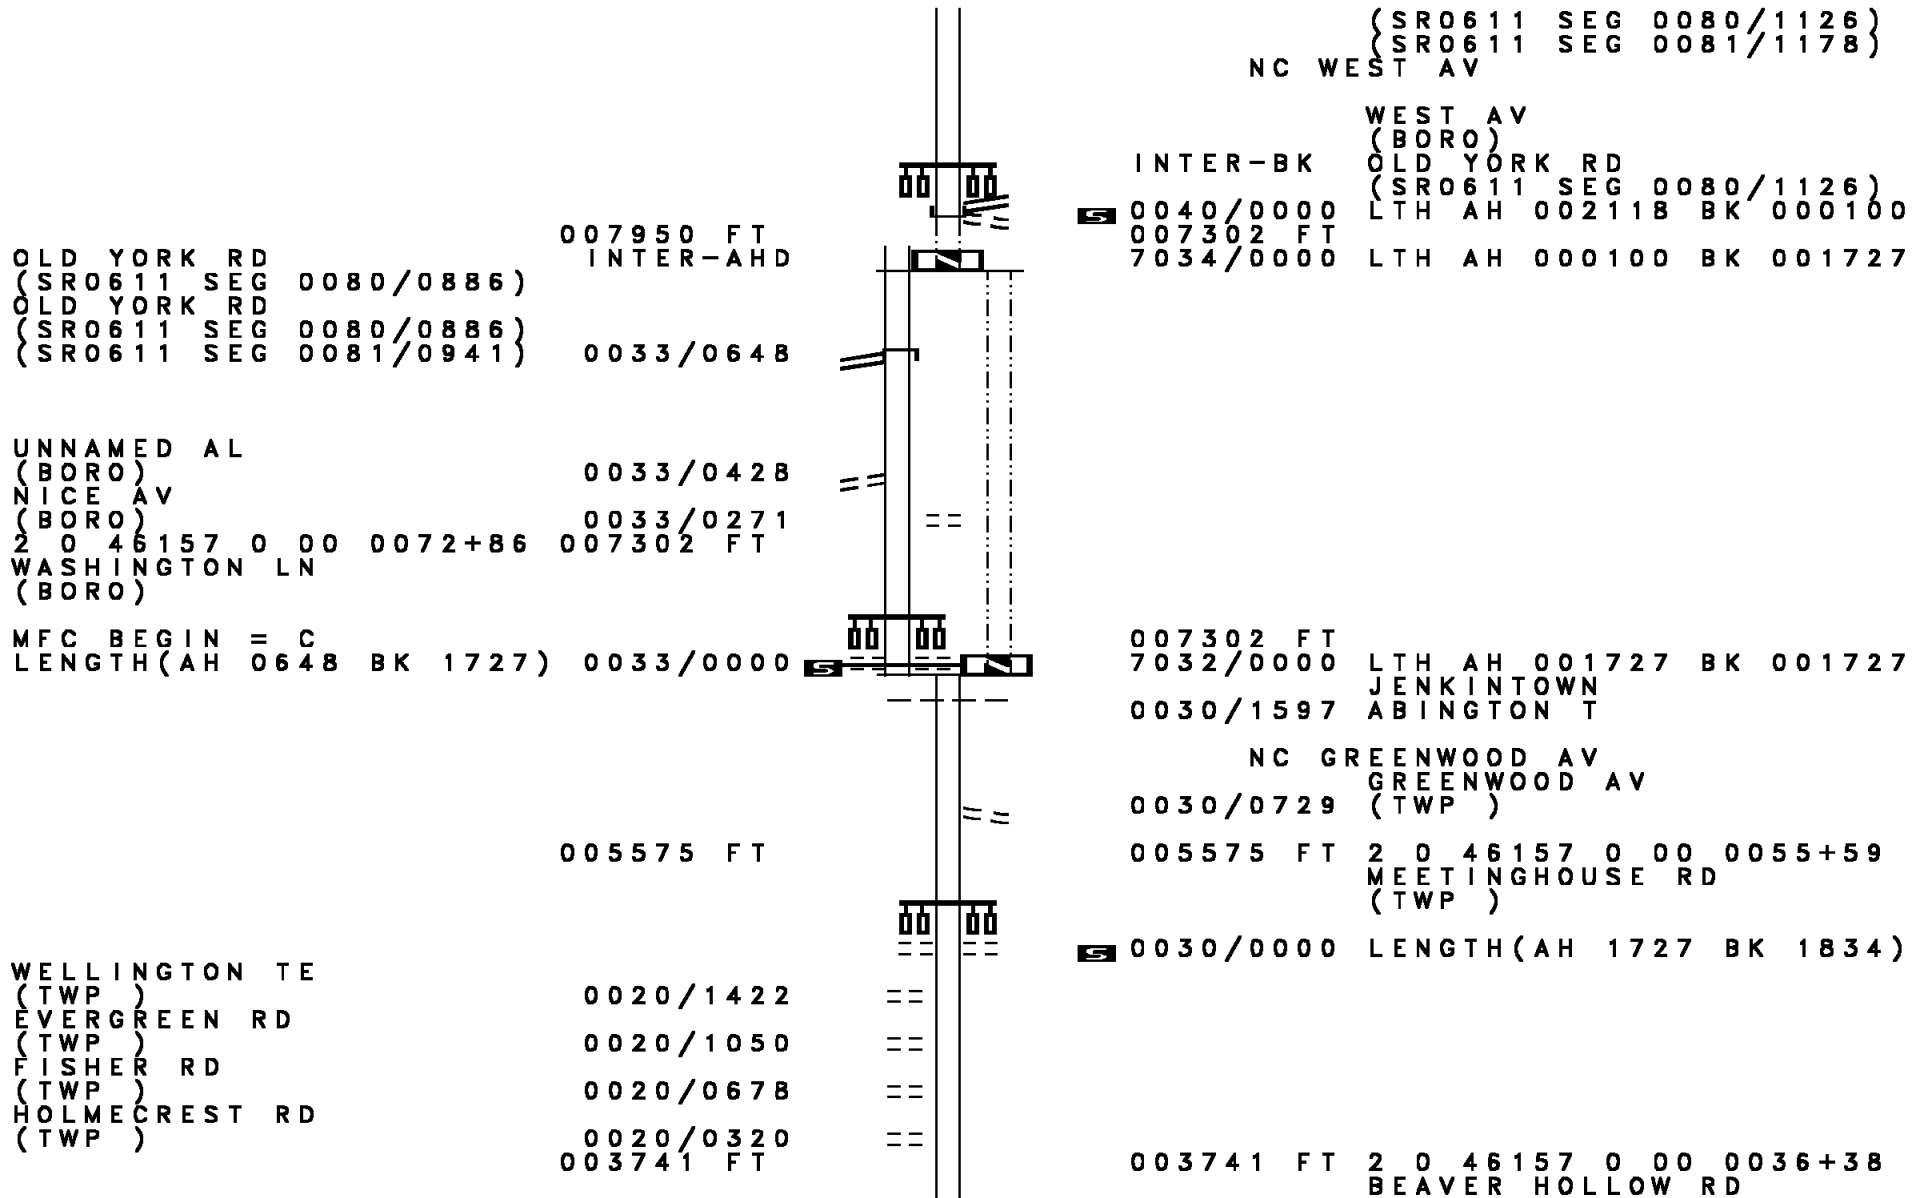 (SR0611 SEG 0080/1126)
(SR0611 SEG 0081/1178)
NC WEST AV
WEST AV
(BORO)
INTER-BK OLD YORK RD
(SR0611 SEG 0080/1126)
S 0040/0000 LTH AH 002118 BK 000100
007950 FT 007302 FT
OLD YORK RD INTER-AHD 7034/0000 LTH AH 000100 BK 001727
(SR0611 SEG 0080/0886)
OLD YORK RD
(SR0611 SEG 0080/0886)
(SR0611 SEG 0081/0941) 0033/0648
UNNAMED AL
(BORO) 0033/0428
NICE AV
(BORO) 0033/0271
2 0 46157 0 00 0072+86 007302 FT
WASHINGTON LN
(BORO)
MFC BEGIN = C 007302 FT
LENGTH(AH 0648 BK 1727) 0033/0000 S 7032/0000 LTH AH 001727 BK 001727
JENKINTOWN
0030/1597 ABINGTON T
NC GREENWOOD AV
GREENWOOD AV
0030/0729 (TWP )
005575 FT 005575 FT 2 0 46157 0 00 0055+59
MEETINGHOUSE RD
(TWP )
S 0030/0000 LENGTH(AH 1727 BK 1834)
WELLINGTON TE
(TWP ) 0020/1422
EVERGREEN RD
(TWP ) 0020/1050
FISHER RD
(TWP ) 0020/0678
HOLMECREST RD
(TWP ) 0020/0320
003741 FT 003741 FT 2 0 46157 0 00 0036+38
BEAVER HOLLOW RD